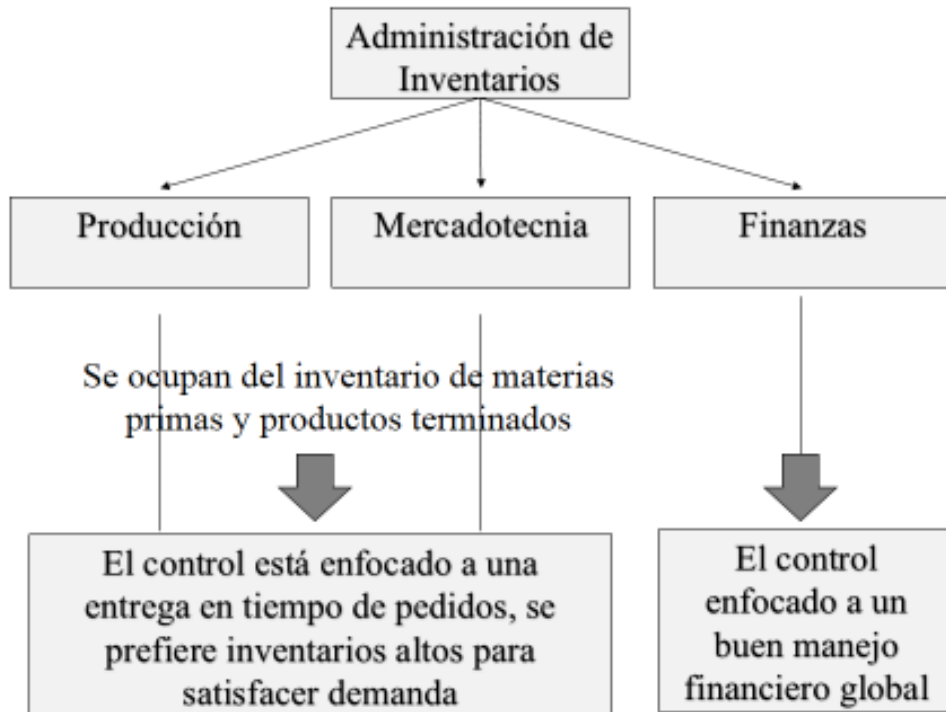 Administración de
Inventarios
Producción
Mercadotecnia
Finanzas
Se ocupan del inventario de materias
primas y productos terminados
El control está enfocado a una
entrega en tiempo de pedidos, se
prefiere inventarios altos para
satisfacer demanda
El control
enfocado a un
buen manejo
financiero global